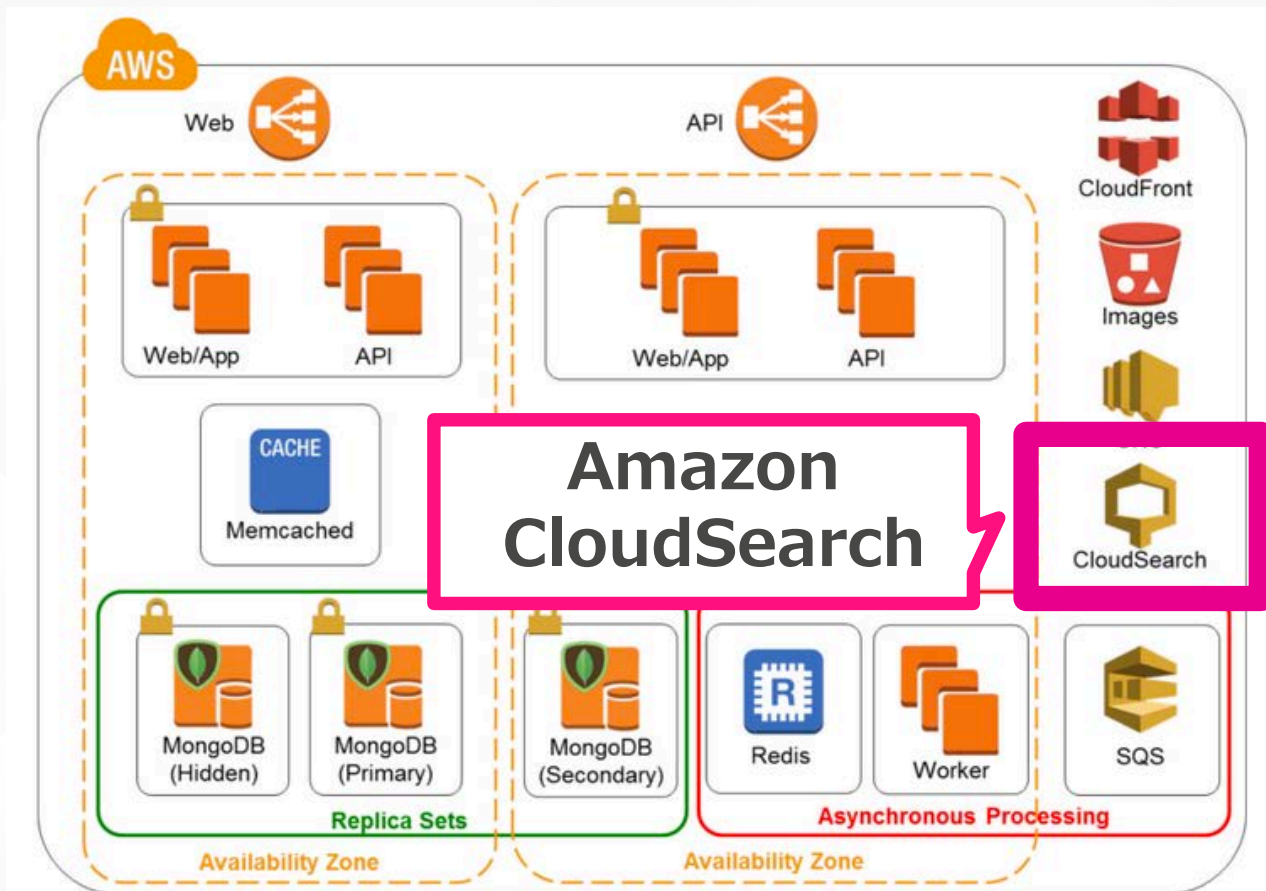 AWS
Web
API
CloudFront
Images
Web/App
API
Web/App
API
CACHE
Memcached
Amazon
CloudSearch
CloudSearch
MongoDB
(Hidden)
MongoDB
(Primary)
MongoDB
(Secondary)
R
Redis
Worker
SQS
Replica Sets
Asynchronous Processing
Availability Zone
Availability Zone